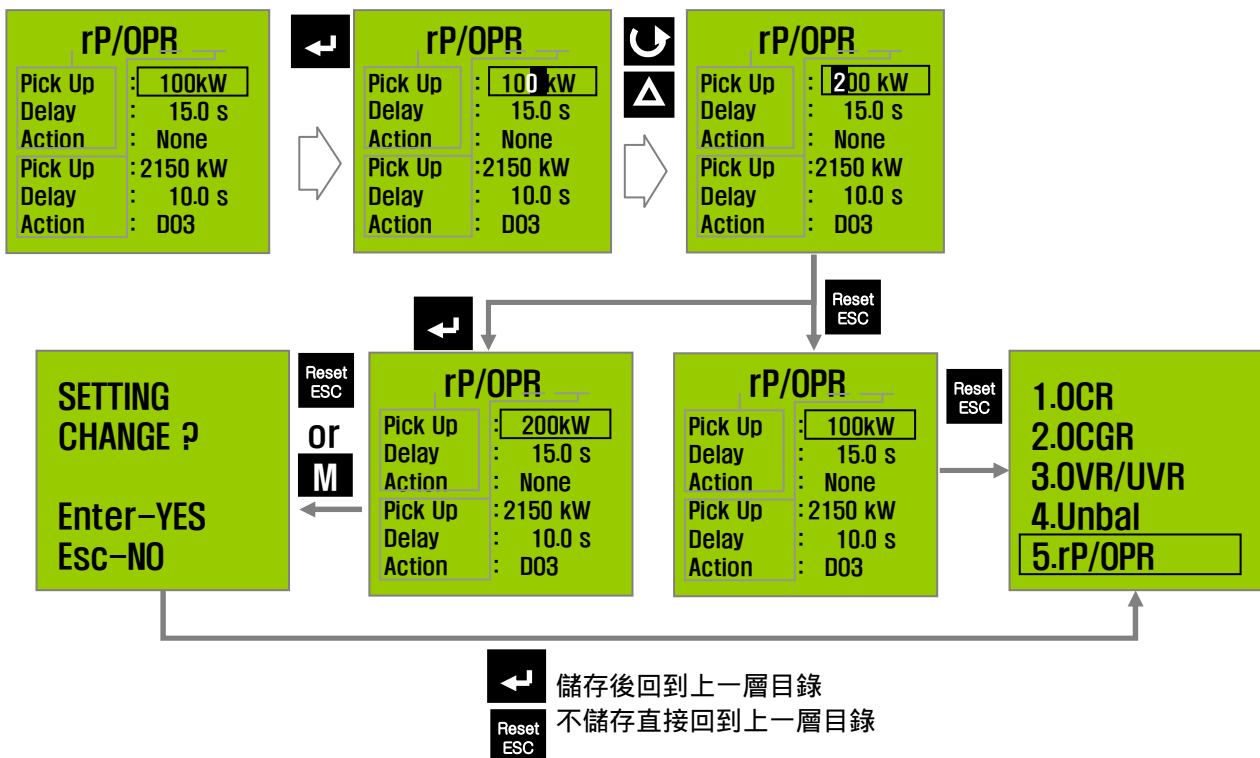 rP/OPR
Pick Up : 100kW
Delay : 15.0 s
Action : None
Pick Up :2150 kW
Delay : 10.0 s
Action : DO3
rP/OPR
Pick Up : 100 kW
Delay : 15.0 s
Action : None
Pick Up :2150 kW
Delay : 10.0 s
Action : DO3
rP/OPR
Pick Up : 200 kW
Delay : 15.0 s
Action : None
Pick Up :2150 kW
Delay : 10.0 s
Action : DO3
Reset
ESC
SETTING
CHANGE ?
Enter-YES
Esc-NO
Reset
ESC
or
M
rP/OPR
Pick Up : 200kW
Delay : 15.0 s
Action : None
Pick Up :2150 kW
Delay : 10.0 s
Action : DO3
rP/OPR
Pick Up : 100kW
Delay : 15.0 s
Action : None
Pick Up :2150 kW
Delay : 10.0 s
Action : DO3
Reset
ESC
1.OCR
2.OCGR
3.OVR/UVR
4.Unbal
5.rP/OPR
儲存後回到上一層目錄
Reset
ESC
不儲存直接回到上一層目錄